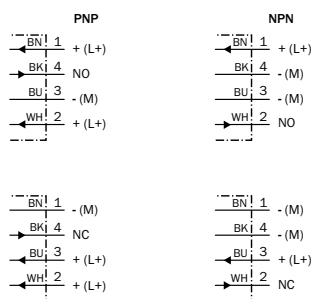 PNP
BN 1 + (L+)
BK 4 NO
BU 3 - (M)
WH 2 + (L+)
NPN
BN 1 + (L+)
BK 4 - (M)
BU 3 - (M)
WH 2 NO
BN 1 - (M)
BK 4 NC
BU 3 + (L+)
WH 2 + (L+)
BN 1 - (M)
BK 4 - (M)
BU 3 + (L+)
WH 2 NC